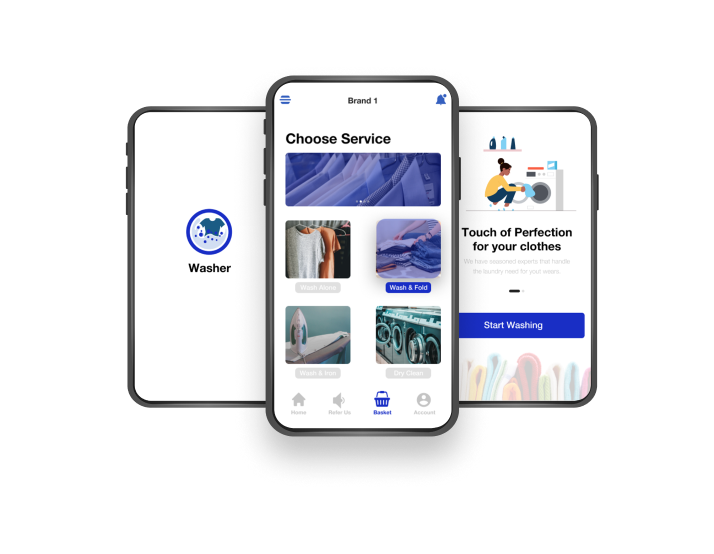 Washer
Brand 1
Choose Service
Wash Alone
Wash & Fold
Wash & Iron
Dry Clean
Home
Refer Us
Basket
Account
Touch of Perfection
for your clothes
We have seasoned experts that handle
the laundry need for your wears.
Start Washing